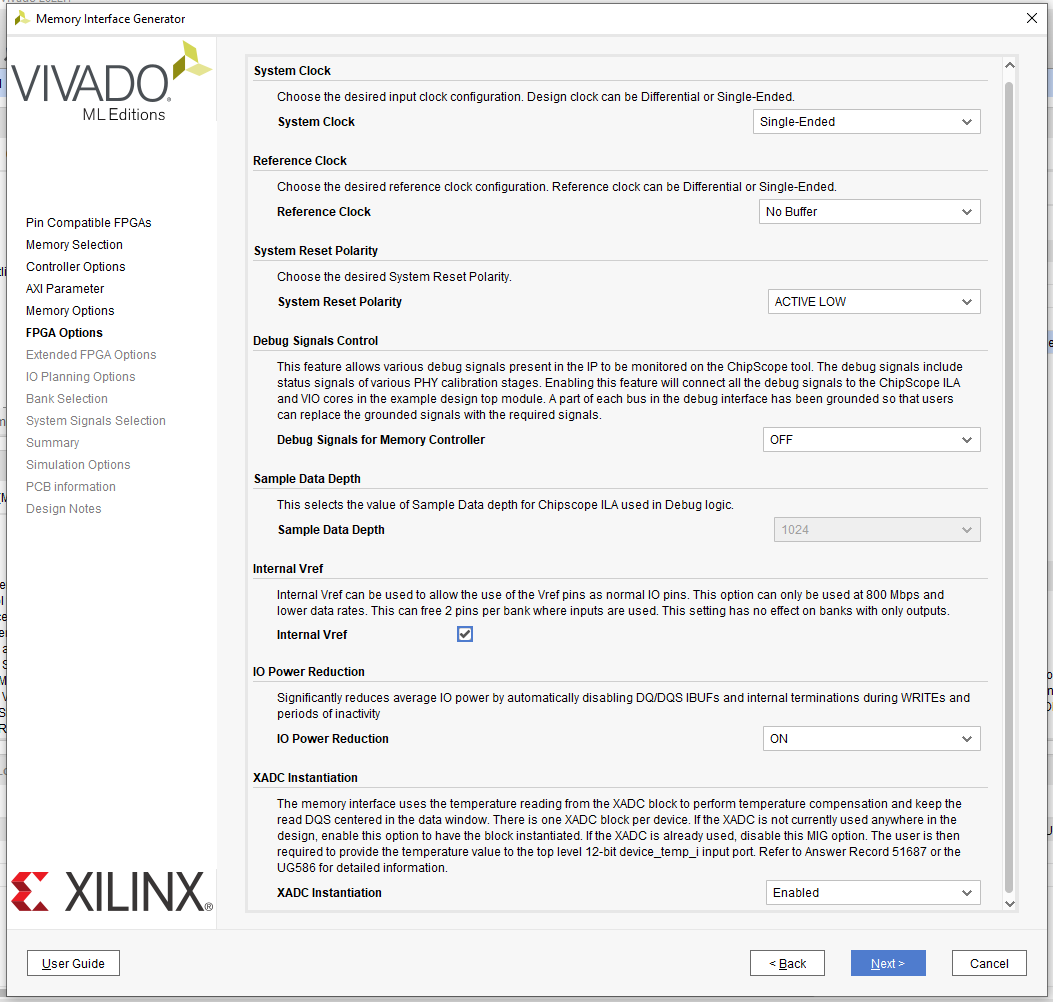 Memory Interface Generator
VIVADO
ML Editions
Pin Compatible FPGAs
Memory Selection
Controller Options
AXI Parameter
Memory Options
FPGA Options
Extended FPGA Options
IO Planning Options
Bank Selection
System Signals Selection
Summary
Simulation Options
PCB information
Design Notes
XILINX®
System Clock
Choose the desired input clock configuration. Design clock can be Differential or Single-Ended.
System Clock Single-Ended
Reference Clock
Choose the desired reference clock configuration. Reference clock can be Differential or Single-Ended.
Reference Clock No Buffer
System Reset Polarity
Choose the desired System Reset Polarity.
System Reset Polarity ACTIVE LOW
Debug Signals Control
This feature allows various debug signals present in the IP to be monitored on the ChipScope tool. The debug signals include
status signals of various PHY calibration stages. Enabling this feature will connect all the debug signals to the ChipScope ILA
and VIO cores in the example design top module. A part of each bus in the debug interface has been grounded so that users
can replace the grounded signals with the required signals.
Debug Signals for Memory Controller OFF
Sample Data Depth
This selects the value of Sample Data depth for Chipscope ILA used in Debug logic.
Sample Data Depth 1024
Internal Vref
Internal Vref can be used to allow the use of the Vref pins as normal IO pins. This option can only be used at 800 Mbps and
lower data rates. This can free 2 pins per bank where inputs are used. This setting has no effect on banks with only outputs.
Internal Vref
IO Power Reduction
Significantly reduces average IO power by automatically disabling DQ/DQS IBUFs and internal terminations during WRITEs and
periods of inactivity
IO Power Reduction ON
XADC Instantiation
The memory interface uses the temperature reading from the XADC block to perform temperature compensation and keep the
read DQS centered in the data window. There is one XADC block per device. If the XADC is not currently used anywhere in the
design, enable this option to have the block instantiated. If the XADC is already used, disable this MIG option. The user is then
required to provide the temperature value to the top level 12-bit device_temp_i input port. Refer to Answer Record 51687 or the
UG586 for detailed information.
XADC Instantiation Enabled
User Guide
< Back
Next >
Cancel